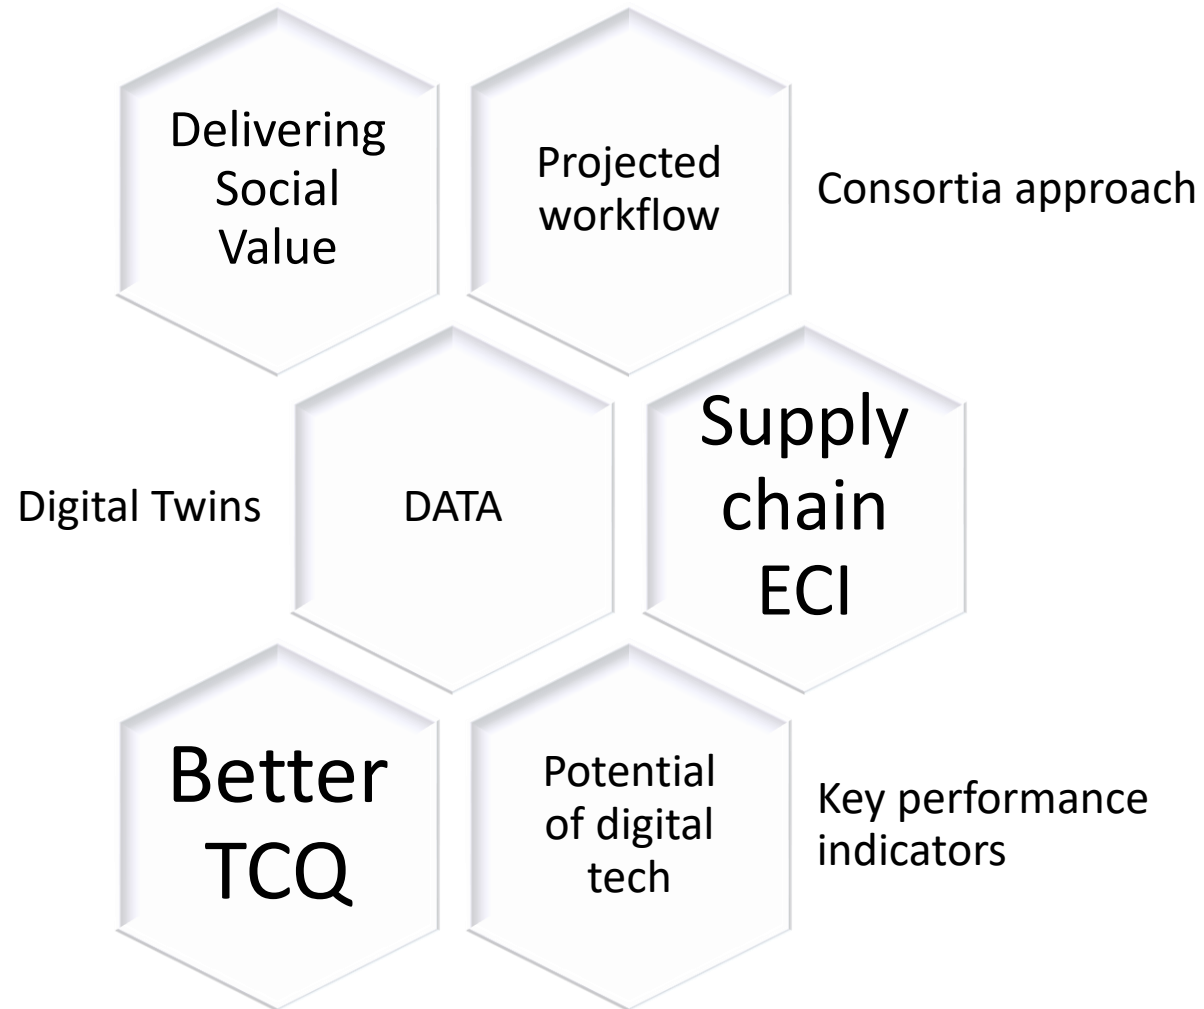 Delivering
Social
Value
Projected
workflow
Consortia approach
Digital Twins
DATA
Supply
chain
ECI
Better
TCQ
Potential
of digital
tech
Key performance
indicators